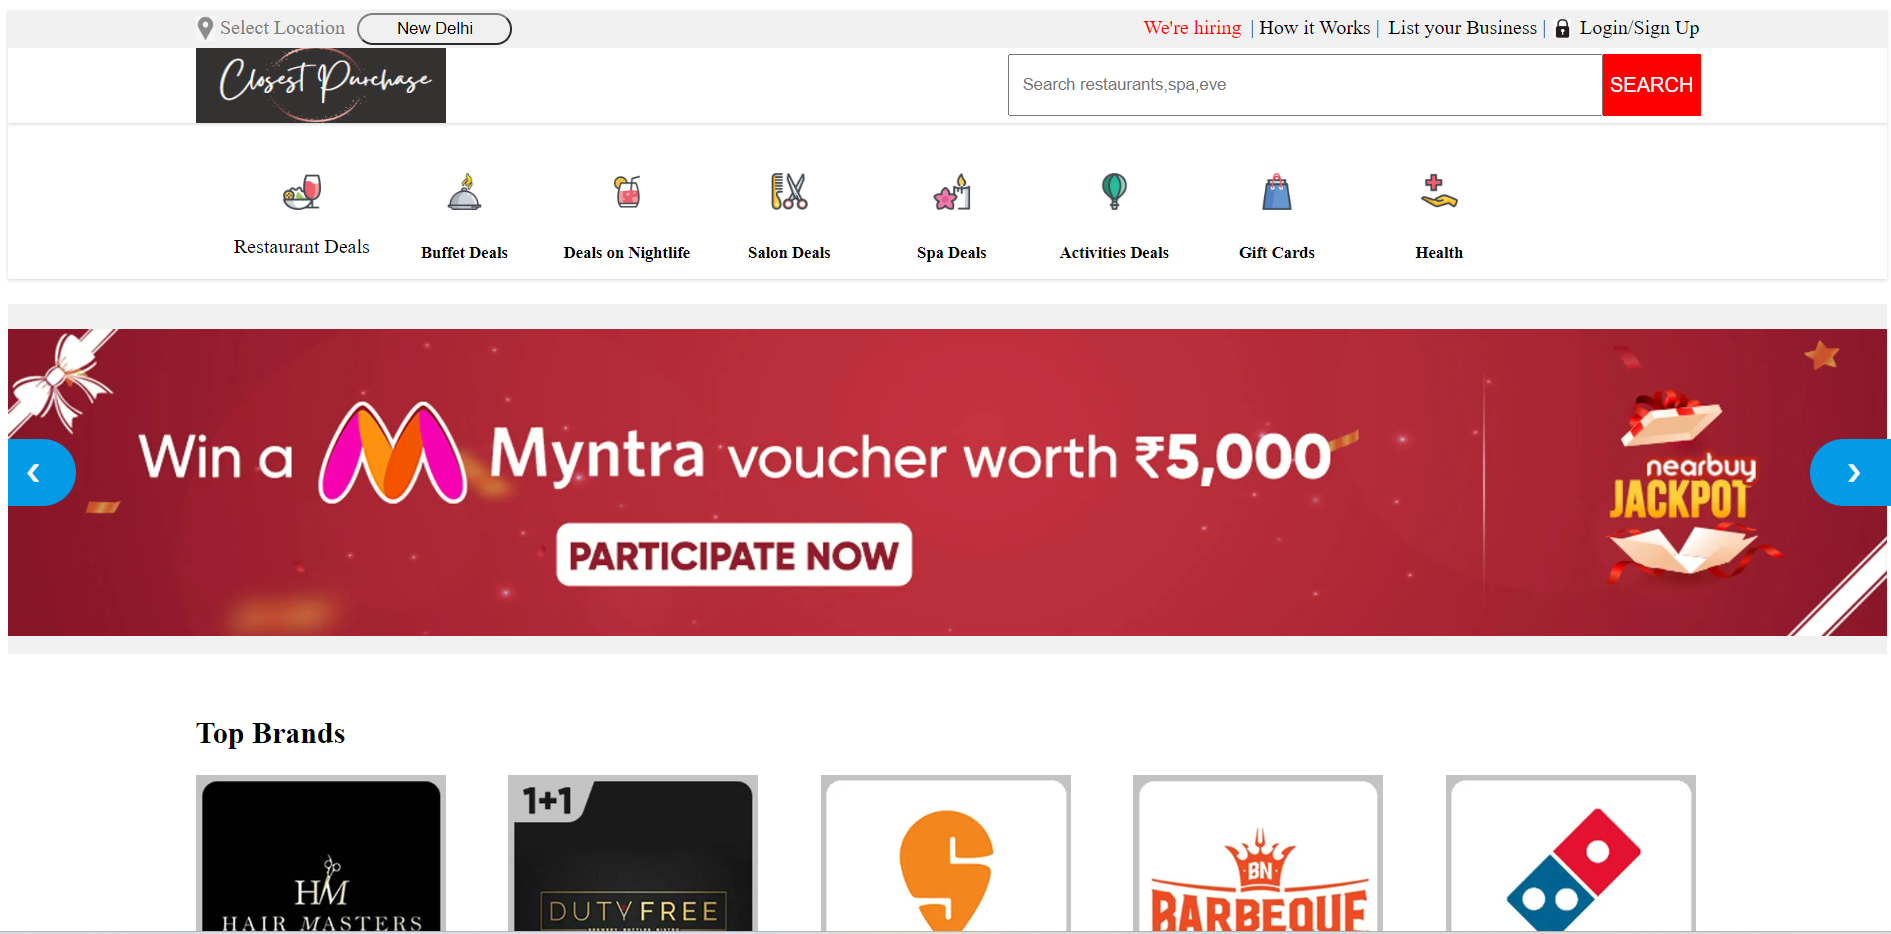 Select Location New Delhi We're hiring | How it Works | List your Business | Login/Sign Up
Closest Purchase
Search restaurants,spa,eve SEARCH
Restaurant Deals Buffet Deals Deals on Nightlife Salon Deals Spa Deals Activities Deals Gift Cards Health
Win a Myntra voucher worth ₹5,000
PARTICIPATE NOW
nearbuy
JACKPOT
Top Brands
HM
HAIR MASTERS
1+1
DUTYFREE
BN
BARBEQUE